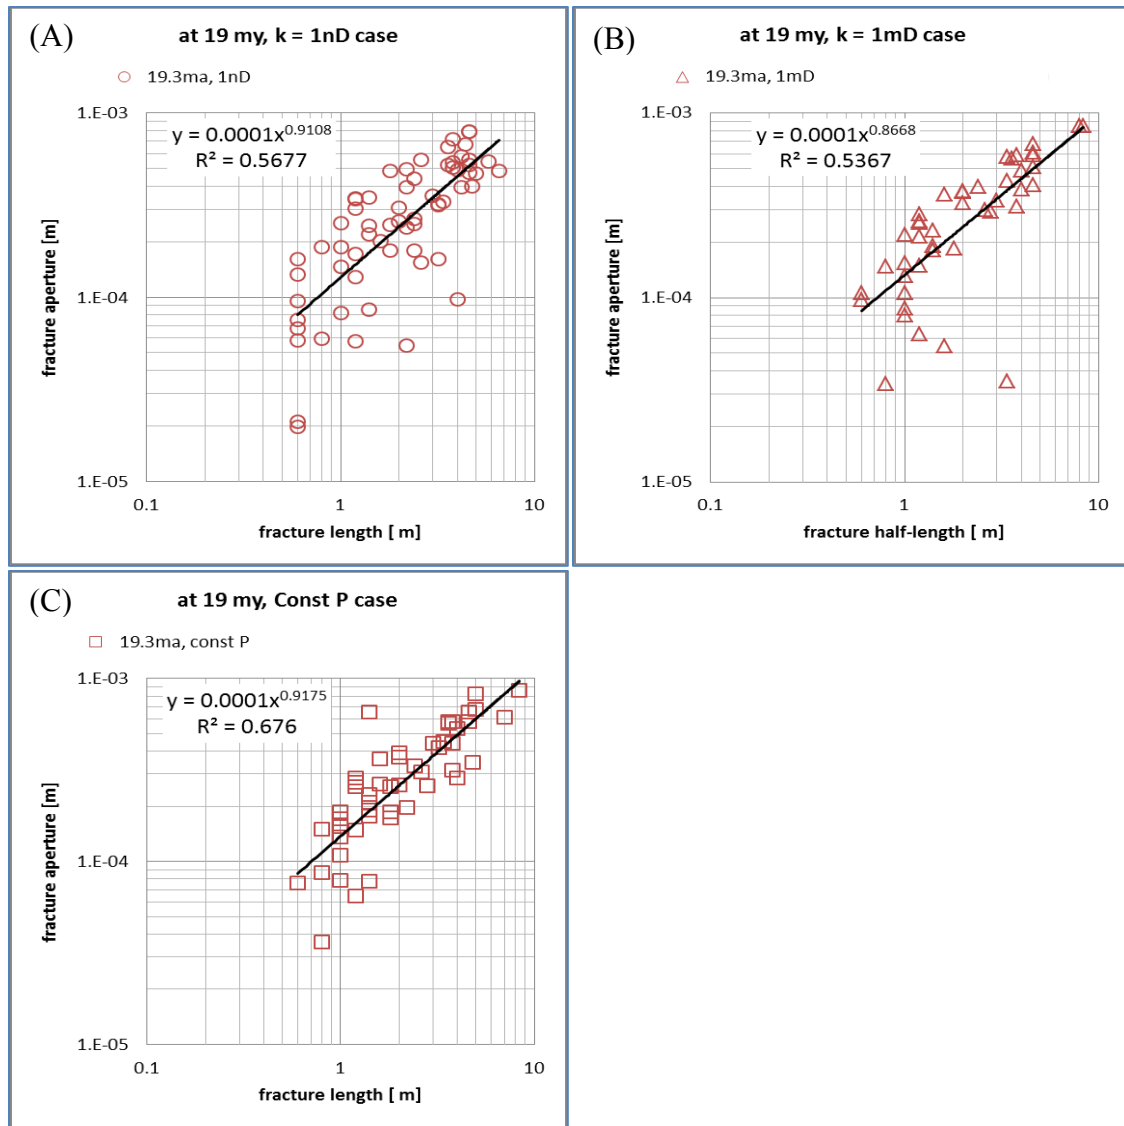 (A)
at 19 my, k = 1nD case
19.3ma, 1nD
1.E-03
y = 0.0001x^0.9108
R² = 0.5677
1.E-04
1.E-05
fracture aperture [m]
0.1 1 10
fracture length [ m]
(B)
at 19 my, k = 1mD case
19.3ma, 1mD
1.E-03
y = 0.0001x^0.8668
R² = 0.5367
1.E-04
1.E-05
fracture aperture [m]
0.1 1 10
fracture half-length [ m]
(C)
at 19 my, Const P case
19.3ma, const P
1.E-03
y = 0.0001x^0.9175
R² = 0.676
1.E-04
1.E-05
fracture aperture [m]
0.1 1 10
fracture length [ m]